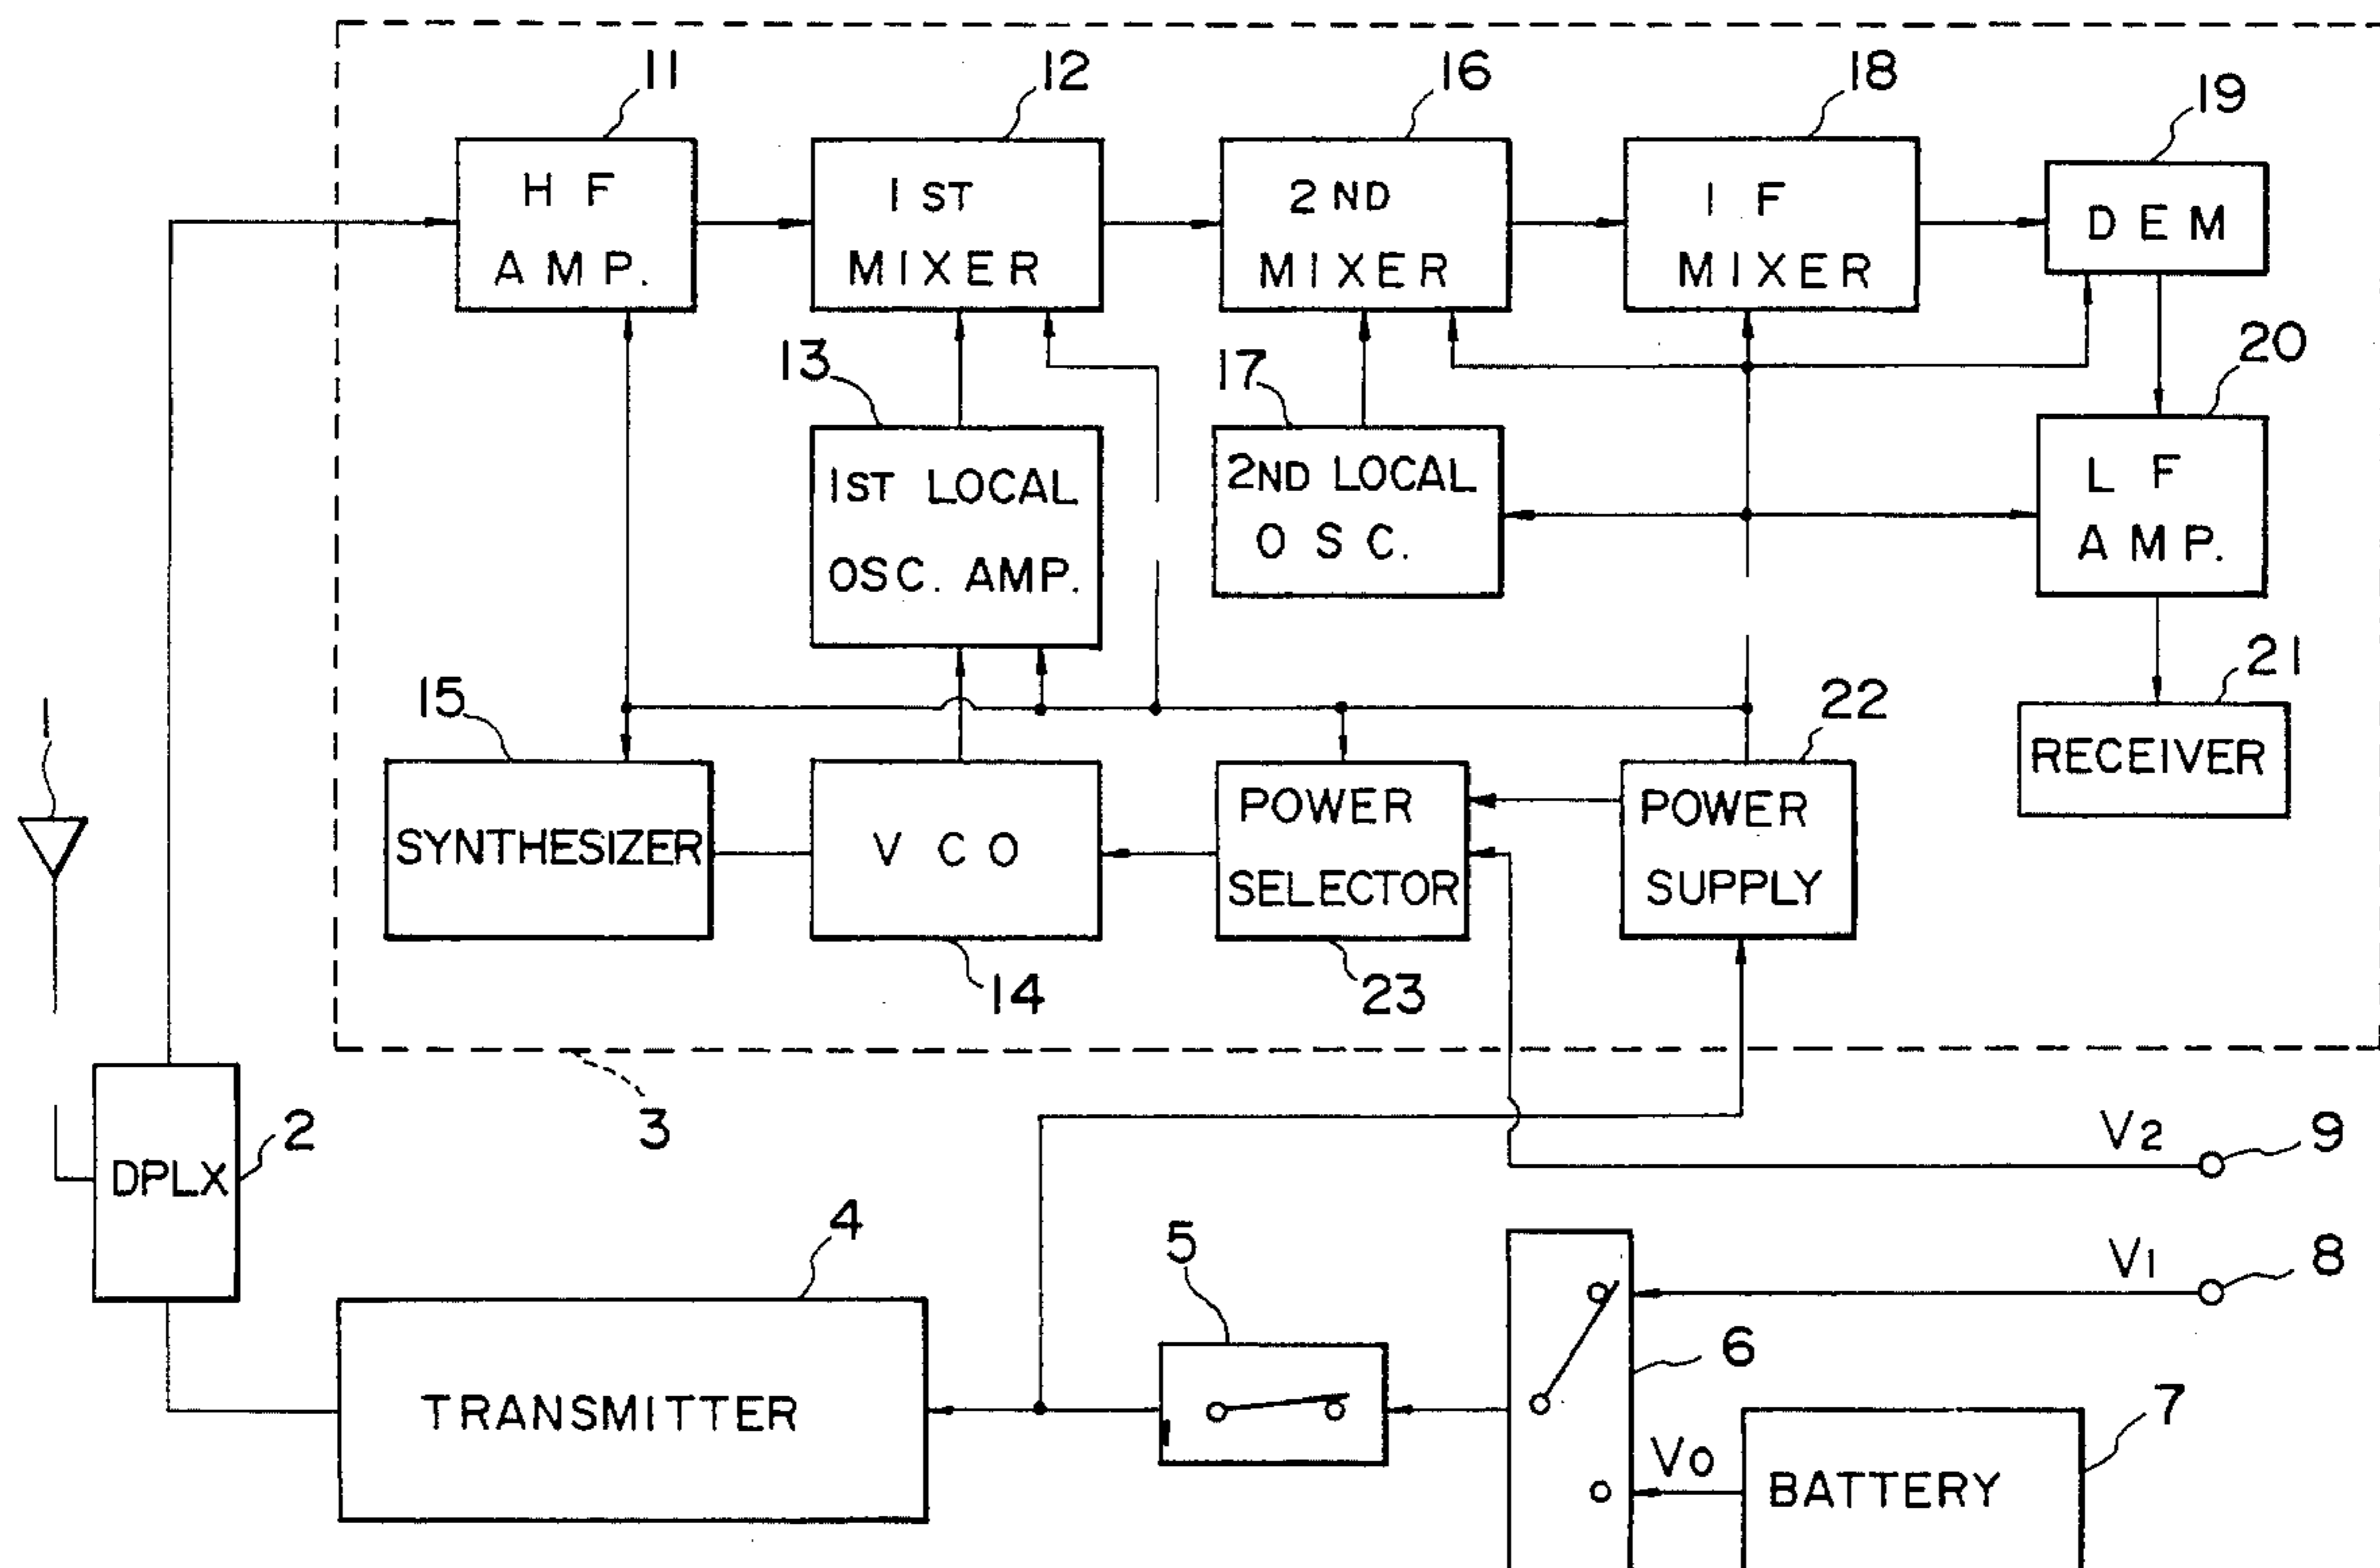 11
12
16
18
19
H F
AMP.
1ST
MIXER
2ND
MIXER
I F
MIXER
DEM
13
17
20
1ST LOCAL
OSC. AMP.
2ND LOCAL
OSC.
L F
AMP.
15
22
21
1
SYNTHESIZER
VCO
POWER
SELECTOR
POWER
SUPPLY
RECEIVER
14
23
3
2
DPLX
V2
9
4
5
V1
8
6
7
TRANSMITTER
V0
BATTERY